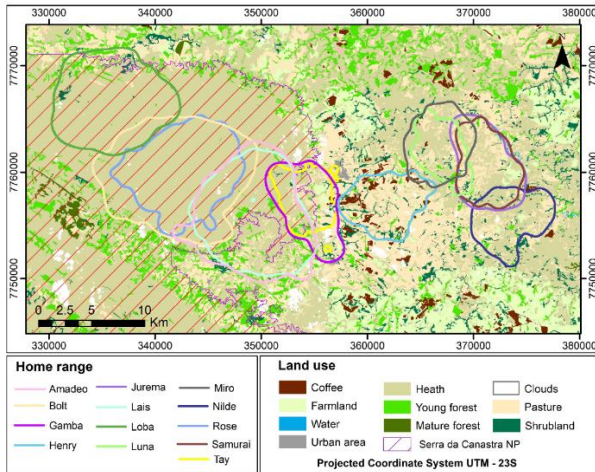 330000 340000 350000 360000 370000 380000
7770000 7770000
N
7760000 7760000
7750000 7750000
0 2.5 5 10
Km
330000 340000 350000 360000 370000 380000
Home range
Amadeo Jurema Miro
Bolt Lais Nilde
Gamba Loba Rose
Henry Luna Samurai
Tay
Land use
Coffee Heath Clouds
Farmland Young forest Pasture
Water Mature forest Shrubland
Urban area Serra da Canastra NP
Projected Coordinate System UTM - 23S